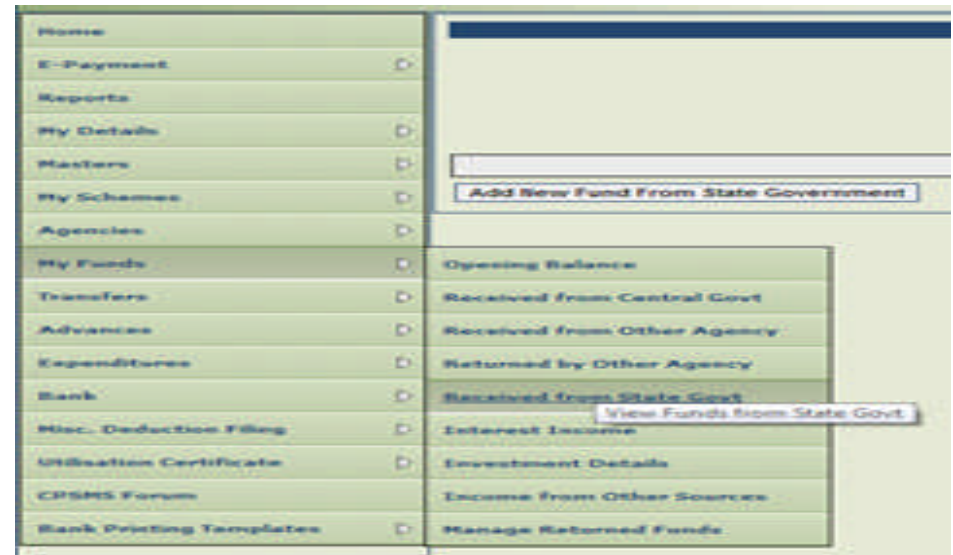 Home
E-Payment
Reports
My Details
Masters
My Schemes
Agencies
My Funds
Transfers
Advances
Expenditures
Bank
Misc. Deduction Filing
Utilisation Certificate
CPSMS Forum
Bank Printing Templates
Add New Fund From State Government
Opening Balance
Received from Central Govt
Received from Other Agency
Returned by Other Agency
Received from State Govt
View Funds from State Govt
Interest Income
Investment Details
Income from Other Sources
Manage Returned Funds